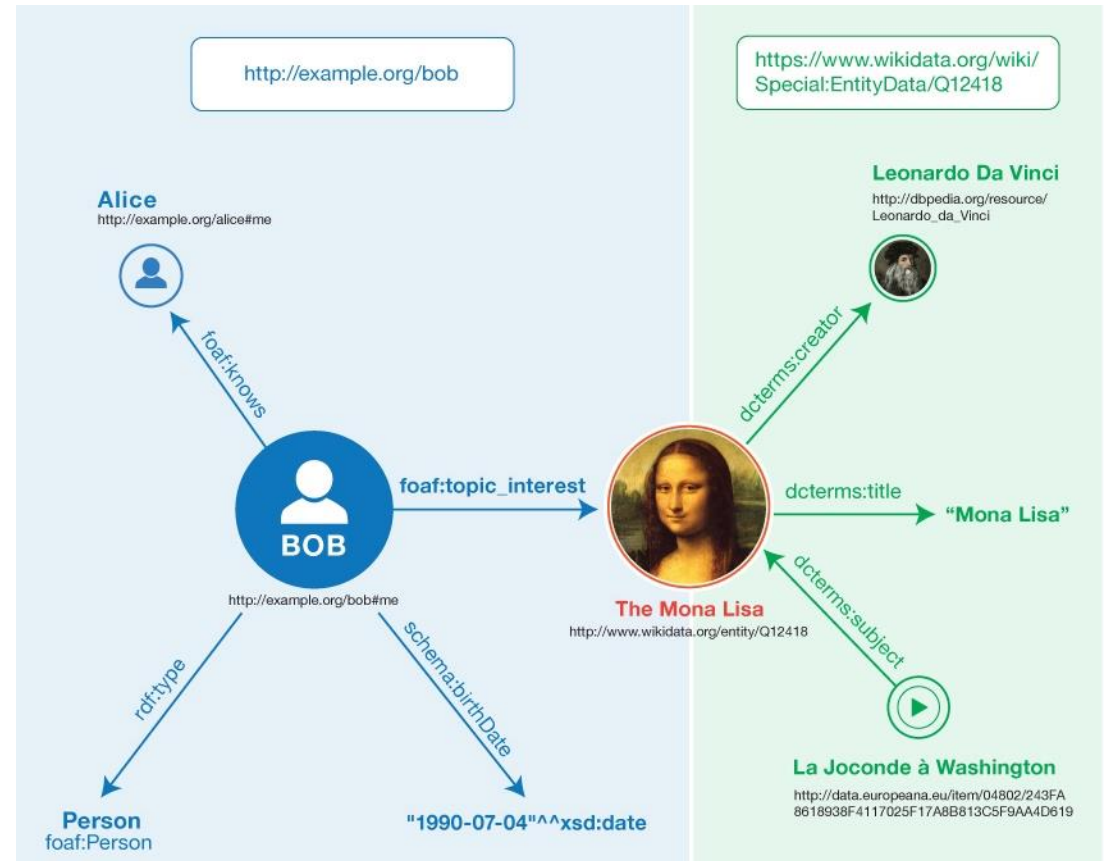 http://example.org/bob
https://www.wikidata.org/wiki/
Special:EntityData/Q12418
Alice
http://example.org/alice#me
Leonardo Da Vinci
http://dbpedia.org/resource/
Leonardo_da_Vinci
foaf:knows
dcterms:creator
foaf:topic_interest
dcterms:title
"Mona Lisa"
BOB
http://example.org/bob#me
The Mona Lisa
http://www.wikidata.org/entity/Q12418
dcterms:subject
rdf:type
schema:birthDate
La Joconde à Washington
http://data.europeana.eu/item/04802/243FA
8618938F4117025F17A8B813C5F9AA4D619
Person
foaf:Person
"1990-07-04"^^xsd:date